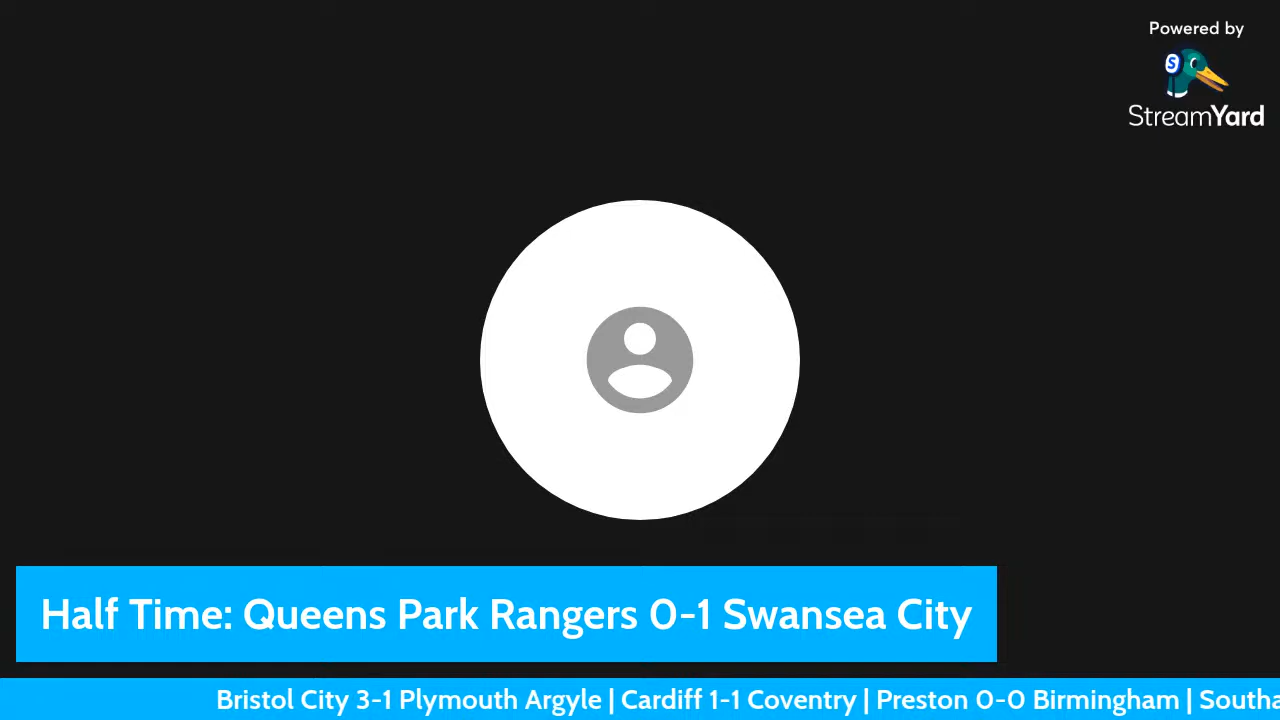 Powered by
S
StreamYard
Half Time: Queens Park Rangers 0-1 Swansea City
Bristol City 3-1 Plymouth Argyle | Cardiff 1-1 Coventry | Preston 0-0 Birmingham |